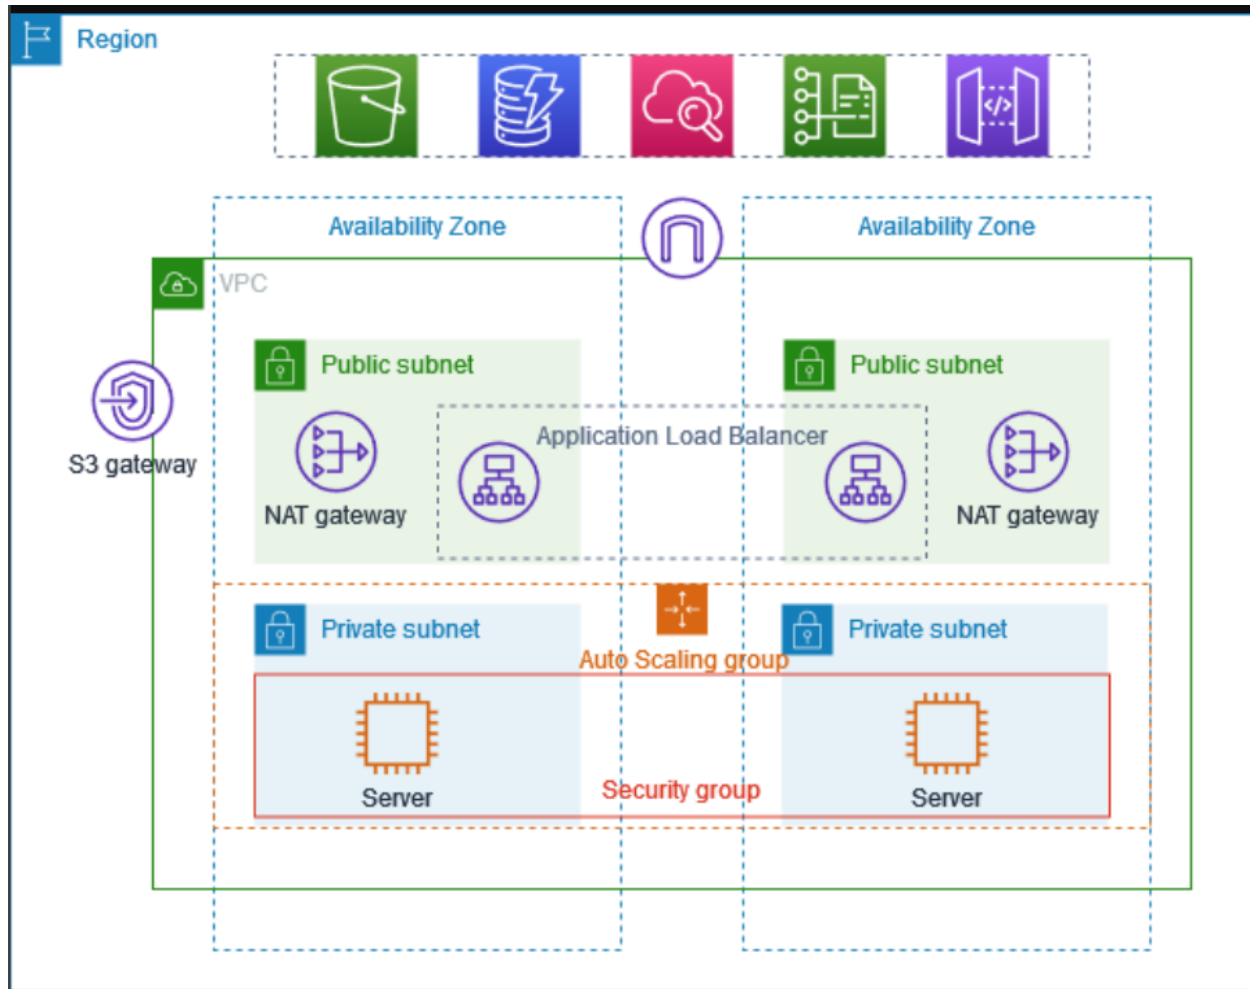 Region
</>
Availability Zone
Availability Zone
VPC
Public subnet
Public subnet
Application Load Balancer
S3 gateway
NAT gateway
NAT gateway
Private subnet
Private subnet
Auto Scaling group
Security group
Server
Server